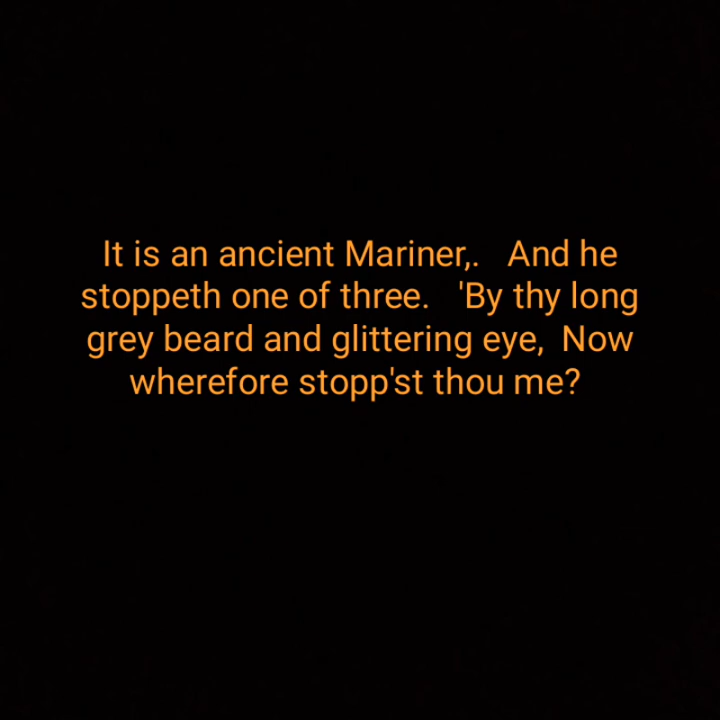 It is an ancient Mariner,.   And he
stoppeth one of three.   'By thy long
grey beard and glittering eye,  Now
wherefore stopp'st thou me?